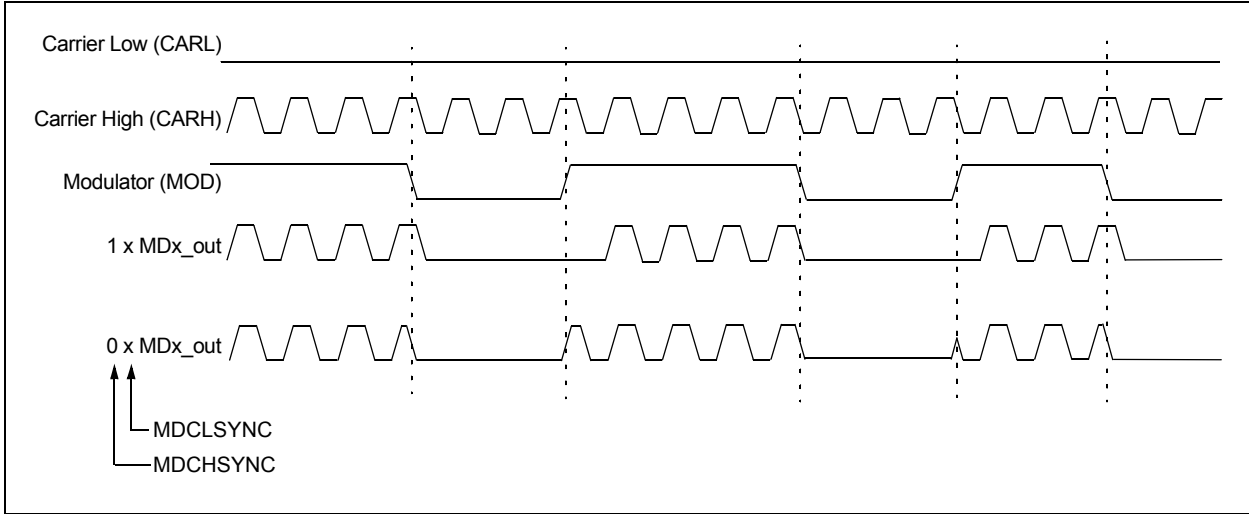 Carrier Low (CARL)
Carrier High (CARH)
Modulator (MOD)
1 x MDx_out
0 x MDx_out
MDCLSYNC
MDCHSYNC